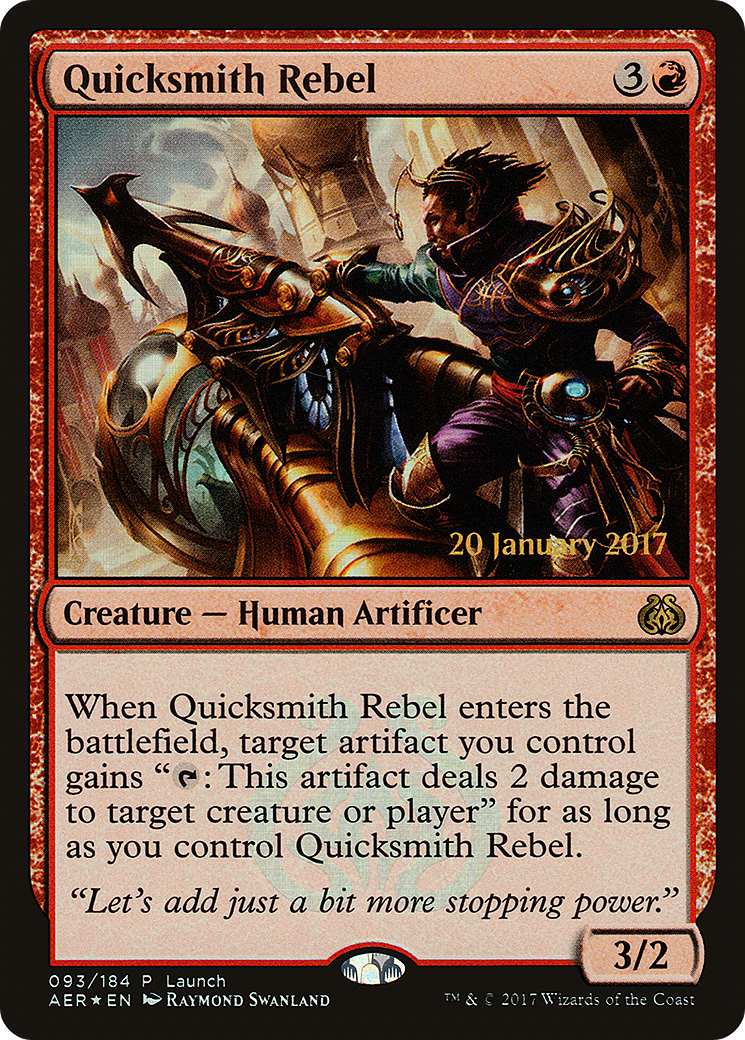 Quicksmith Rebel 3
20 January 2017
Creature — Human Artificer
When Quicksmith Rebel enters the
battlefield, target artifact you control
gains “: This artifact deals 2 damage
to target creature or player” for as long
as you control Quicksmith Rebel.
“Let’s add just a bit more stopping power.”
3/2
093/184 P Launch
AER★EN Raymond Swanland
™ & © 2017 Wizards of the Coast